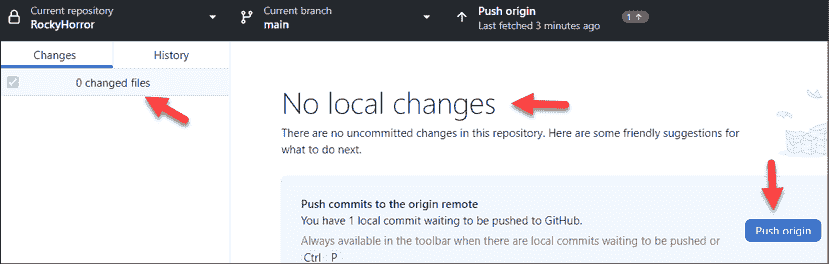 Current repository
RockyHorror
Current branch
main
Push origin
Last fetched 3 minutes ago
1
Changes
History
0 changed files
No local changes
There are no uncommitted changes in this repository. Here are some friendly suggestions for
what to do next.
Push commits to the origin remote
You have 1 local commit waiting to be pushed to GitHub.
Push origin
Always available in the toolbar when there are local commits waiting to be pushed or
Ctrl P